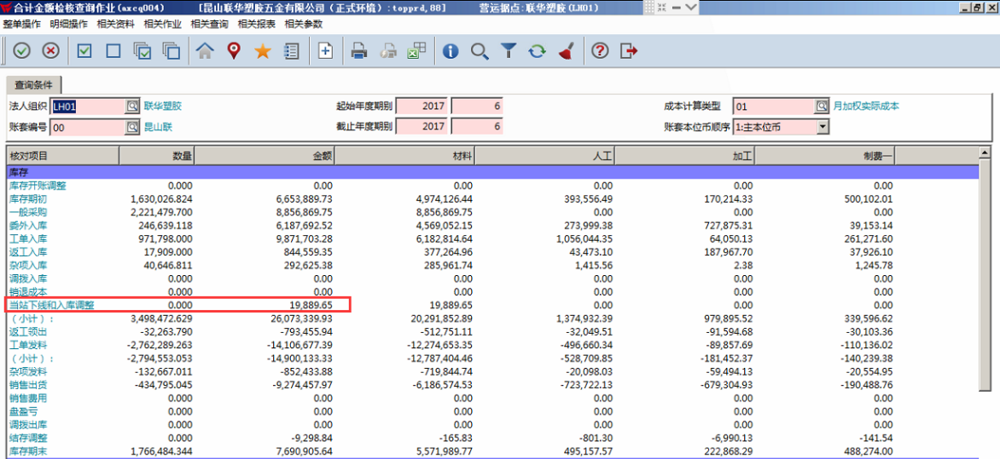 合计金额检核查询作业(axcq004) [昆山联华塑胶五金有限公司（正式环境）:topprd,88] 营运据点:联华塑胶(LH01)
整单操作 明细操作 相关资料 相关作业 相关查询 相关报表 相关参数
查询条件
法人组织 LH01 联华塑胶 起始年度期别 2017 6 成本计算类型 01 月加权实际成本
账套编号 00 昆山联 截止年度期别 2017 6 账套本位币顺序 1:主本位币
核对项目 数量 金额 材料 人工 加工 制费一
库存
库存开账调整 0.000 0.00 0.00 0.00 0.00 0.00
库存期初 1,630,026.824 6,653,889.73 4,974,126.44 393,556.49 170,214.33 500,102.01
一般采购 2,221,479.700 8,856,869.75 8,856,869.75 0.00 0.00 0.00
委外入库 246,639.118 6,187,692.52 4,569,052.15 273,999.38 727,875.31 39,153.14
工单入库 971,798.000 9,871,703.28 6,182,814.64 1,056,044.35 64,050.13 261,271.60
返工入库 17,909.000 844,559.35 377,264.96 43,473.10 187,967.70 37,926.10
杂项入库 40,646.811 292,625.38 285,961.74 1,415.56 2.38 1,245.78
调拨入库 0.000 0.00 0.00 0.00 0.00 0.00
销退成本 0.000 0.00 0.00 0.00 0.00 0.00
当站下线和入库调整 0.000 19,889.65 19,889.65 0.00 0.00 0.00
（小计）: 3,498,472.629 26,073,339.93 20,291,852.89 1,374,932.39 979,895.52 339,596.62
返工领出 -32,263.790 -793,455.94 -512,751.11 -32,049.51 -91,594.68 -30,103.36
工单发料 -2,762,289.263 -14,106,677.39 -12,274,653.35 -496,660.34 -89,857.69 -110,136.02
（小计）: -2,794,553.053 -14,900,133.33 -12,787,404.46 -528,709.85 -181,452.37 -140,239.38
杂项发料 -132,667.011 -852,433.88 -719,844.74 -20,098.03 -59,494.13 -20,554.95
销售出货 -434,795.045 -9,274,457.97 -6,186,574.53 -723,722.13 -679,304.93 -190,488.76
销售费用 0.000 0.00 0.00 0.00 0.00 0.00
盘盈亏 0.000 0.00 0.00 0.00 0.00 0.00
调拨出库 0.000 0.00 0.00 0.00 0.00 0.00
结存调整 0.000 -9,298.84 -165.83 -801.30 -6,990.13 -141.54
库存期末 1,766,484.344 7,690,905.64 5,571,989.77 495,157.57 222,868.29 488,274.00